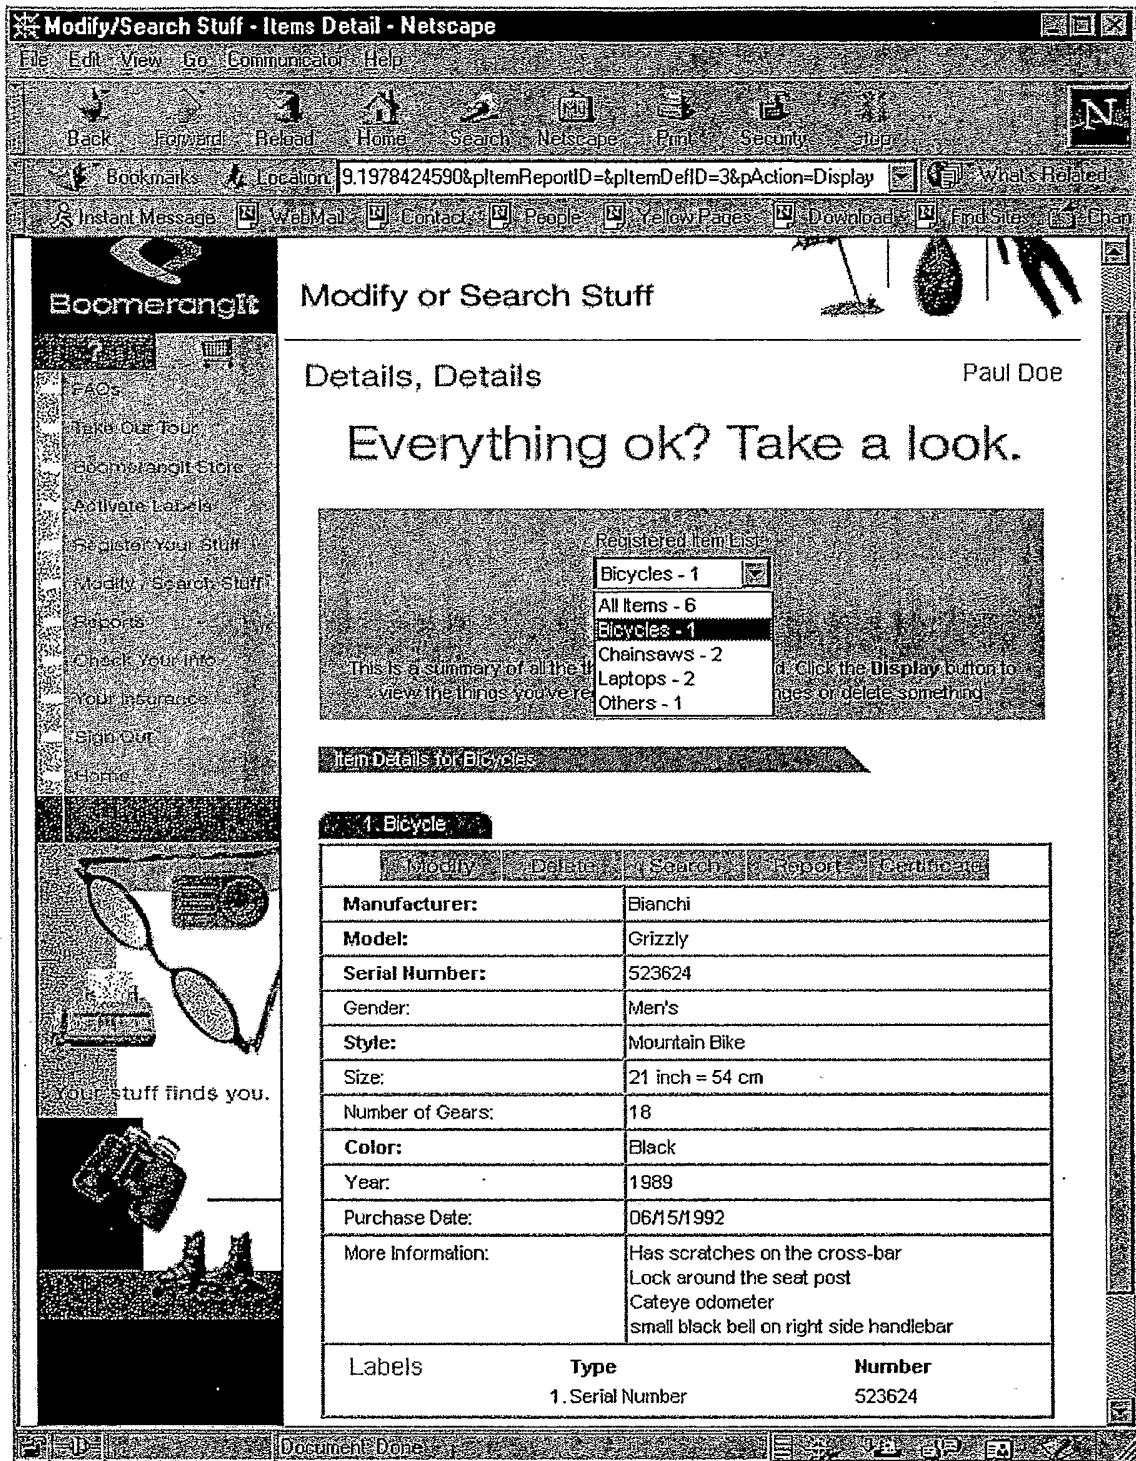 Modify/Search Stuff - Items Detail - Netscape
File Edit View Go Communicator Help
Back Forward Reload Home Search Netscape Print Security Stop
N
Bookmarks Location: 9.1978424590&pItemReportID=&pItemDefID=3&pAction=Display What's Related
Instant Message WebMail Contact People Yellow Pages Download Find Sites Chan
BoomerangIt
Modify or Search Stuff
Details, Details Paul Doe
Everything ok? Take a look.
FAQs
Take Our Tour
BoomerangIt Store
Activate Labels
Register Your Stuff
Modify / Search Stuff
Reports
Check Your Info
Your Insurance
Sign Out
Home
Your stuff finds you.
Registered Item List
Bicycles - 1
All Items - 6
Bicycles - 1
Chainsaws - 2
Laptops - 2
Others - 1
This is a summary of all the th d. Click the Display button to
view the things you've re nges or delete something
Item Details for Bicycles
1. Bicycle
Modify Delete Search Report Certificate
Manufacturer: Bianchi
Model: Grizzly
Serial Number: 523624
Gender: Men's
Style: Mountain Bike
Size: 21 inch = 54 cm
Number of Gears: 18
Color: Black
Year: 1989
Purchase Date: 06/15/1992
More Information: Has scratches on the cross-bar
Lock around the seat post
Cateye odometer
small black bell on right side handlebar
Labels Type Number
1. Serial Number 523624
Document: Done